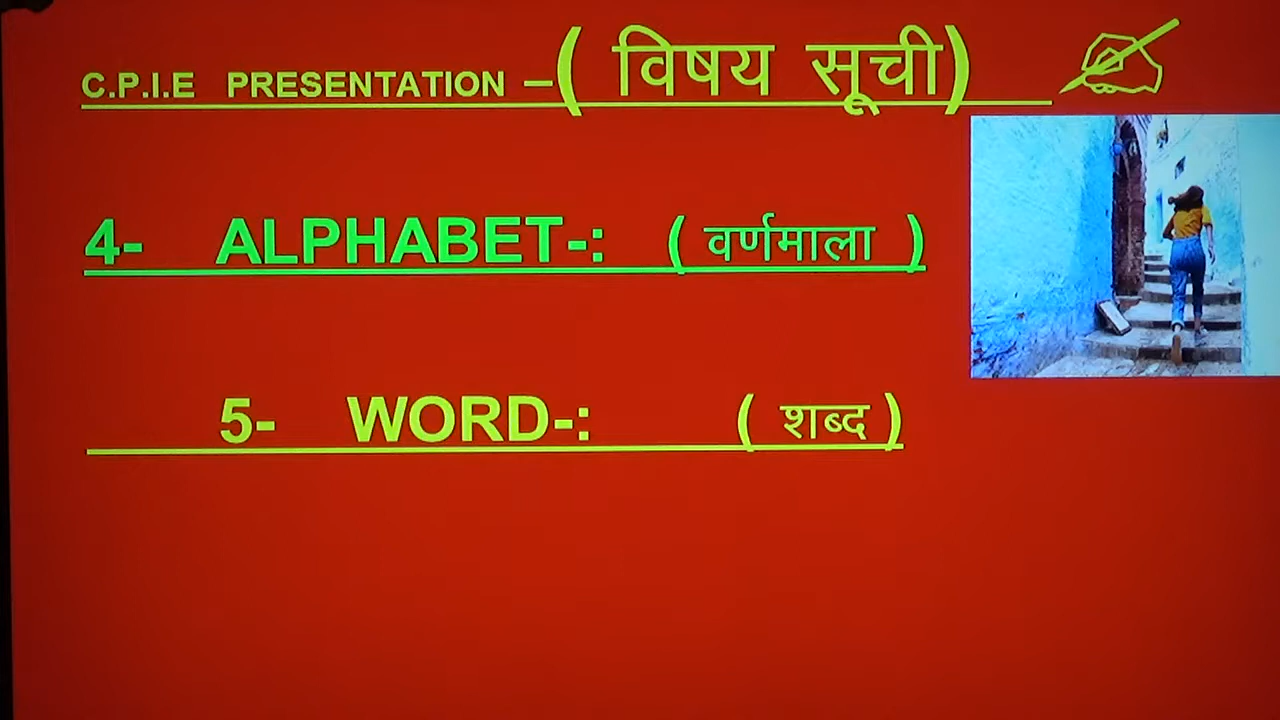 C.P.I.E PRESENTATION –( विषय सूची)
4- ALPHABET-: ( वर्णमाला )
5- WORD-: ( शब्द )